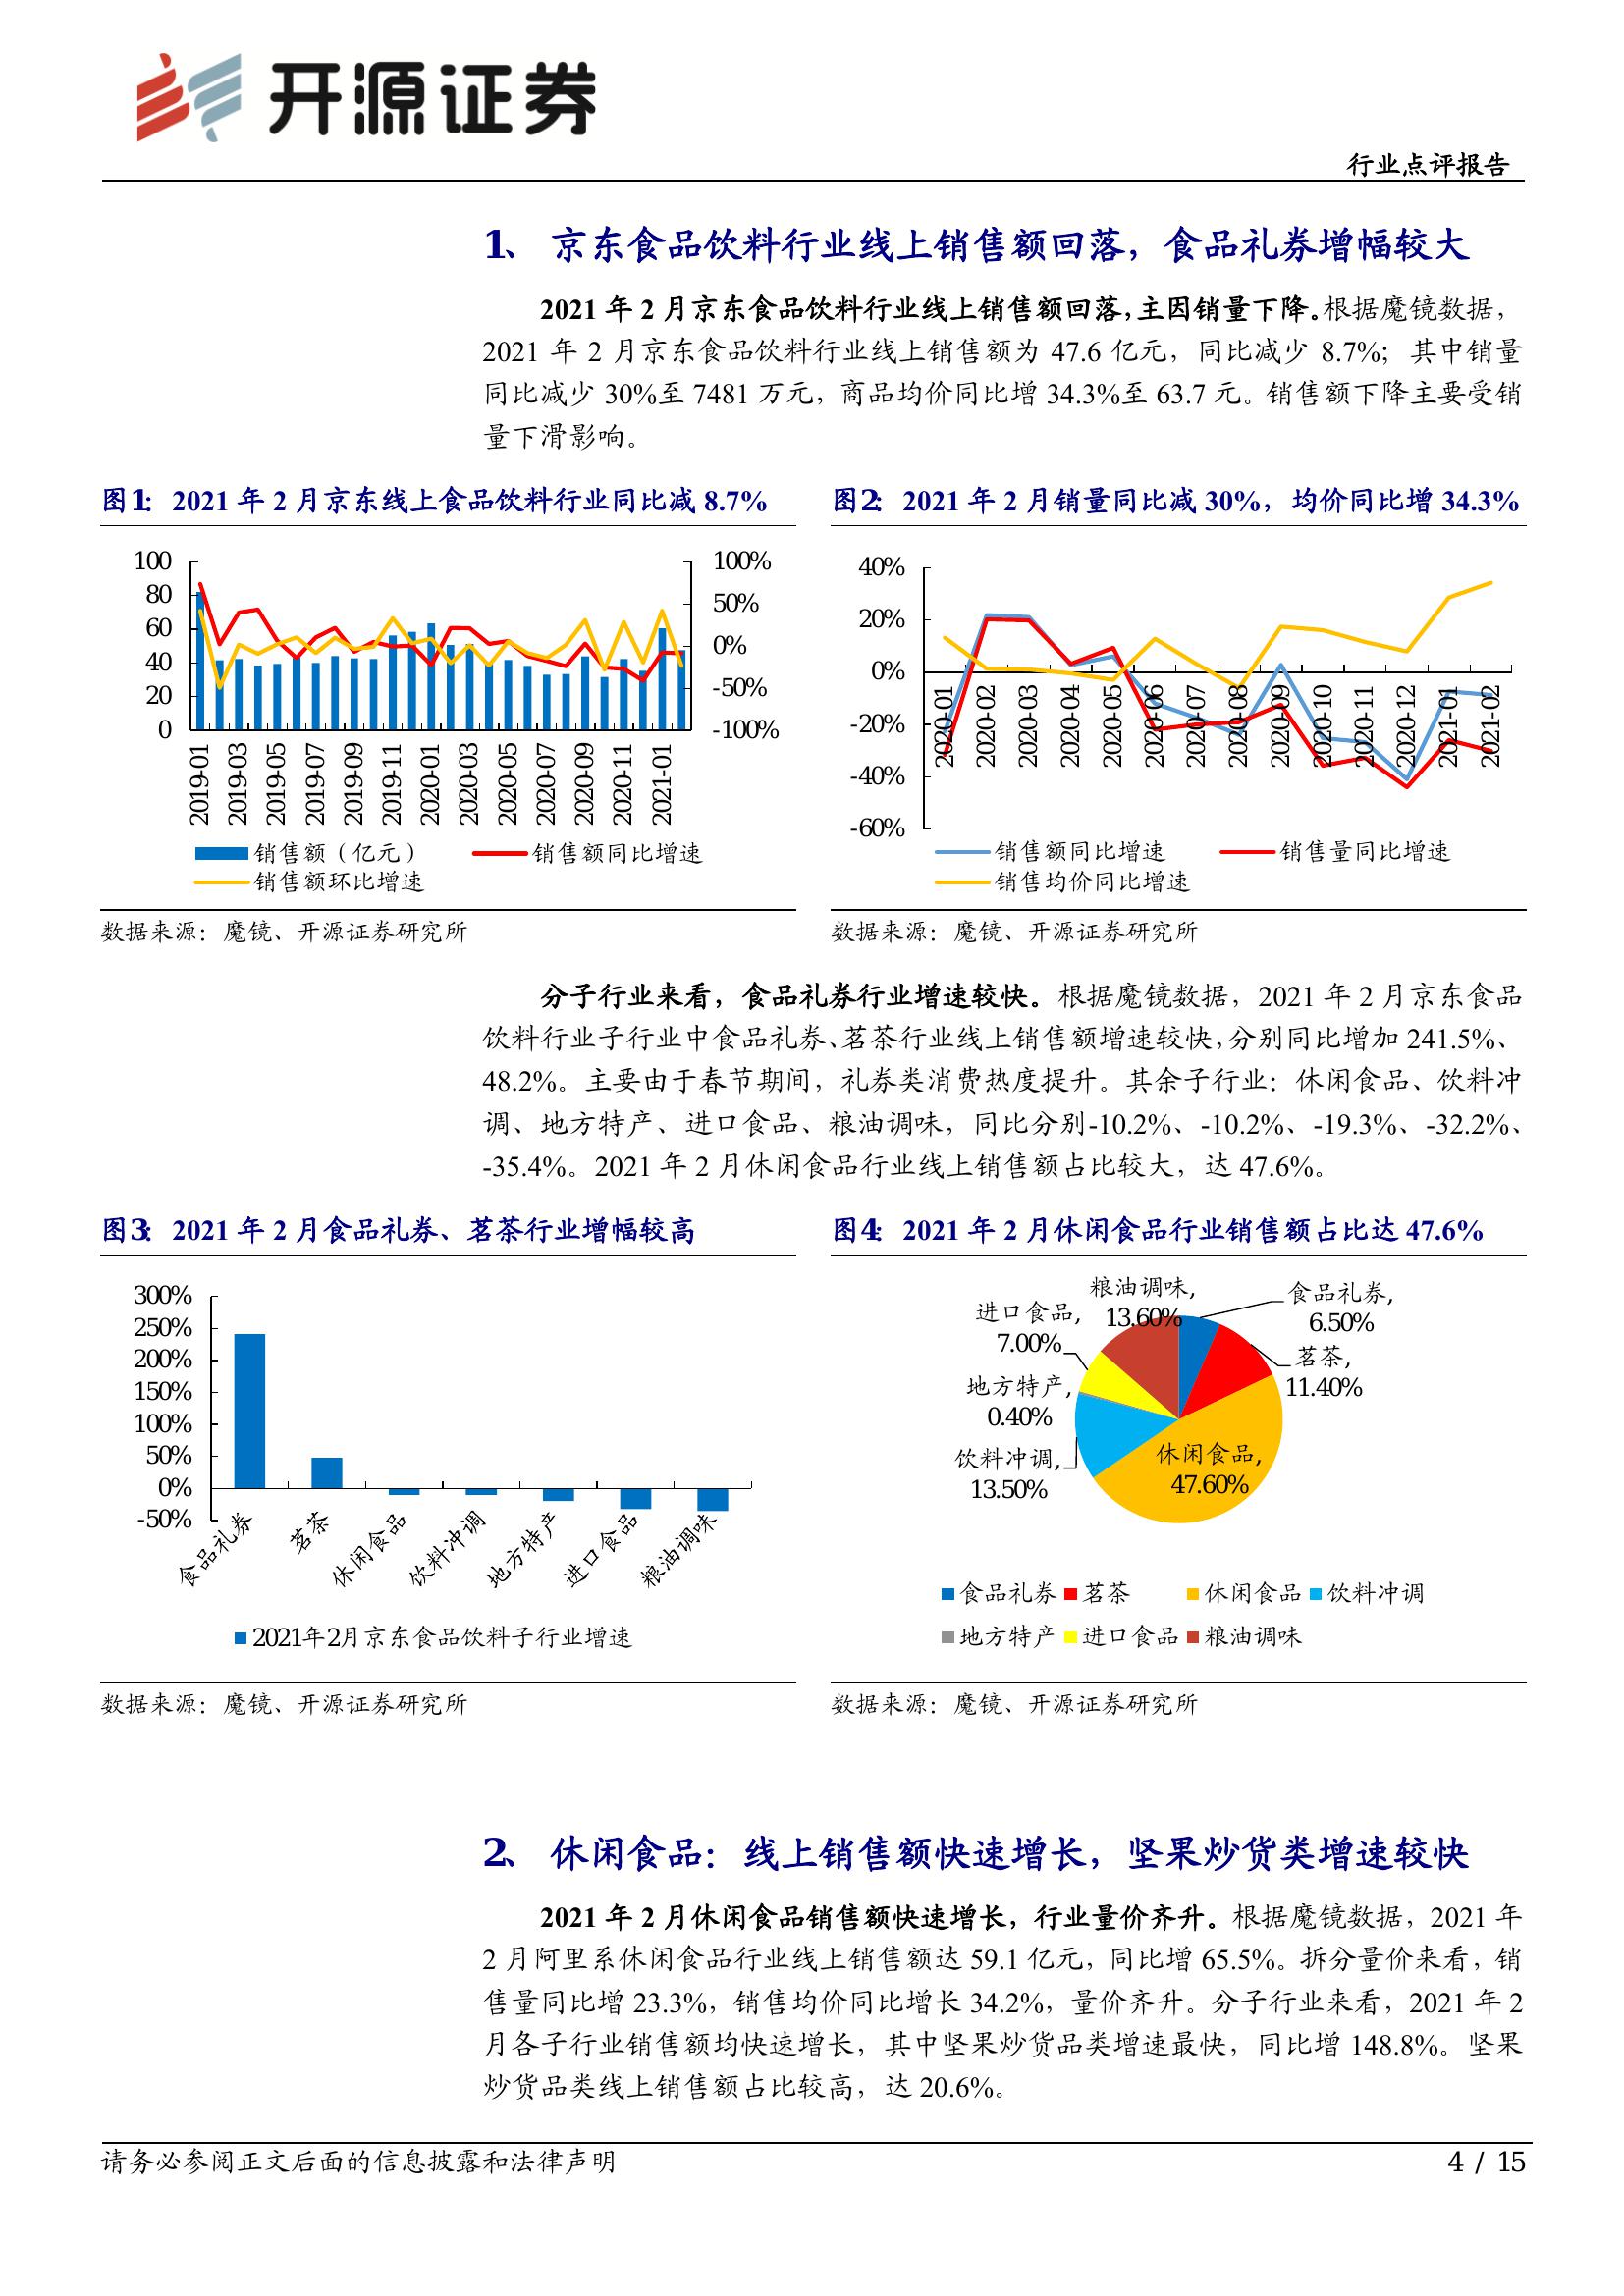 开源证券
行业点评报告
1、 京东食品饮料行业线上销售额回落，食品礼券增幅较大
2021 年 2 月京东食品饮料行业线上销售额回落，主因销量下降。根据魔镜数据，
2021 年 2 月京东食品饮料行业线上销售额为 47.6 亿元，同比减少 8.7%；其中销量
同比减少 30%至 7481 万元，商品均价同比增 34.3%至 63.7 元。销售额下降主要受销
量下滑影响。
图1： 2021 年 2 月京东线上食品饮料行业同比减 8.7%
100
80
60
40
20
0
100%
50%
0%
-50%
-100%
2019-01
2019-03
2019-05
2019-07
2019-09
2019-11
2020-01
2020-03
2020-05
2020-07
2020-09
2020-11
2021-01
销售额（亿元）
销售额同比增速
销售额环比增速
数据来源：魔镜、开源证券研究所
图2： 2021 年 2 月销量同比减 30%，均价同比增 34.3%
40%
20%
0%
-20%
-40%
-60%
2020-01
2020-02
2020-03
2020-04
2020-05
2020-06
2020-07
2020-08
2020-09
2020-10
2020-11
2020-12
2021-01
2021-02
销售额同比增速
销售量同比增速
销售均价同比增速
数据来源：魔镜、开源证券研究所
分子行业来看，食品礼券行业增速较快。根据魔镜数据，2021 年 2 月京东食品
饮料行业子行业中食品礼券、茗茶行业线上销售额增速较快，分别同比增加 241.5%、
48.2%。主要由于春节期间，礼券类消费热度提升。其余子行业：休闲食品、饮料冲
调、地方特产、进口食品、粮油调味，同比分别-10.2%、-10.2%、-19.3%、-32.2%、
-35.4%。2021 年 2 月休闲食品行业线上销售额占比较大，达 47.6%。
图3： 2021 年 2 月食品礼券、茗茶行业增幅较高
300%
250%
200%
150%
100%
50%
0%
-50%
食品礼券
茗茶
休闲食品
饮料冲调
地方特产
进口食品
粮油调味
2021年2月京东食品饮料子行业增速
数据来源：魔镜、开源证券研究所
图4： 2021 年 2 月休闲食品行业销售额占比达 47.6%
粮油调味,
13.60%
食品礼券,
6.50%
进口食品,
7.00%
茗茶,
11.40%
地方特产,
0.40%
饮料冲调,
13.50%
休闲食品,
47.60%
食品礼券 茗茶 休闲食品 饮料冲调
地方特产 进口食品 粮油调味
数据来源：魔镜、开源证券研究所
2、 休闲食品：线上销售额快速增长，坚果炒货类增速较快
2021 年 2 月休闲食品销售额快速增长，行业量价齐升。根据魔镜数据，2021 年
2 月阿里系休闲食品行业线上销售额达 59.1 亿元，同比增 65.5%。拆分量价来看，销
售量同比增 23.3%，销售均价同比增长 34.2%，量价齐升。分子行业来看，2021 年 2
月各子行业销售额均快速增长，其中坚果炒货品类增速最快，同比增 148.8%。坚果
炒货品类线上销售额占比较高，达 20.6%。
请务必参阅正文后面的信息披露和法律声明
4 / 15